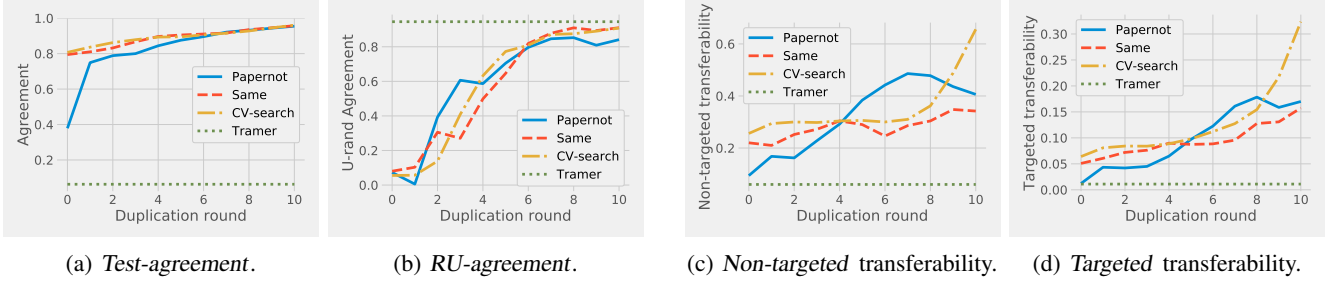 Agreement
1.0
0.8
0.6
0.4
0.2
0 2 4 6 8 10
Duplication round
Papernot
Same
CV-search
Tramer
(a) Test-agreement.
U-rand Agreement
0.8
0.6
0.4
0.2
0.0
0 2 4 6 8 10
Duplication round
Papernot
Same
CV-search
Tramer
(b) RU-agreement.
Non-targeted transferability
0.6
0.4
0.2
0 2 4 6 8 10
Duplication round
Papernot
Same
CV-search
Tramer
(c) Non-targeted transferability.
Targeted transferability
0.30
0.25
0.20
0.15
0.10
0.05
0.00
0 2 4 6 8 10
Duplication round
Papernot
Same
CV-search
Tramer
(d) Targeted transferability.